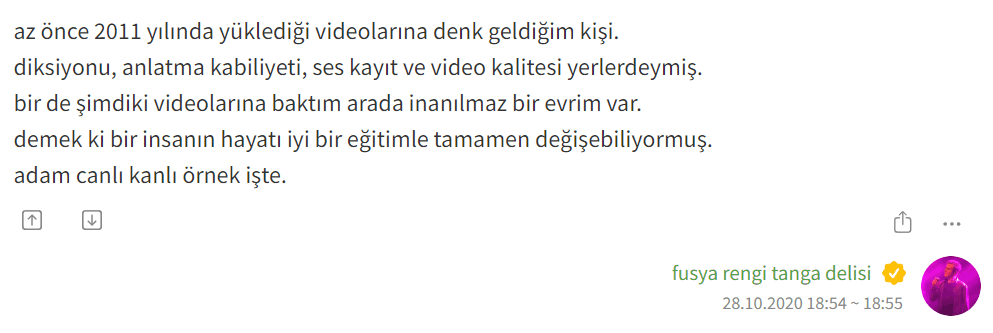 az önce 2011 yılında yüklediği videolarına denk geldiğim kişi.
diksiyonu, anlatma kabiliyeti, ses kayıt ve video kalitesi yerlerdeymiş.
bir de şimdiki videolarına baktım arada inanılmaz bir evrim var.
demek ki bir insanın hayatı iyi bir eğitimle tamamen değişebiliyormuş.
adam canlı kanlı örnek işte.
fusya rengi tanga delisi
28.10.2020 18:54 ~ 18:55